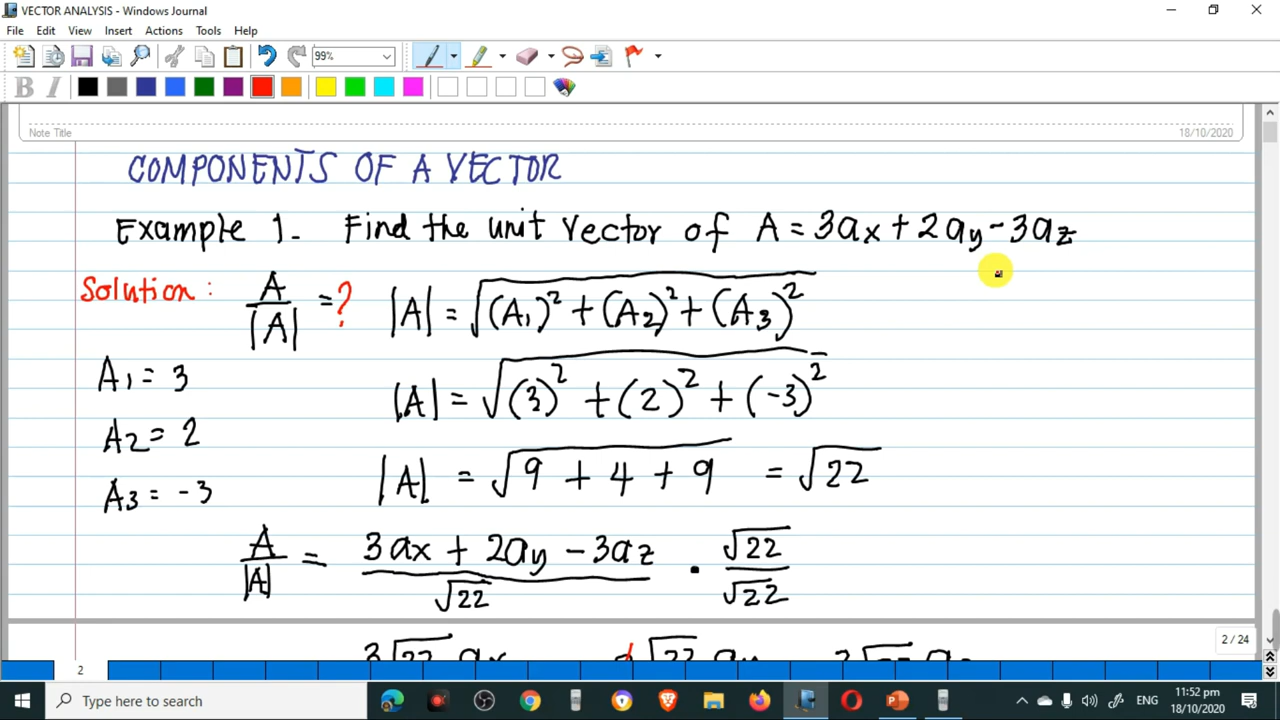 VECTOR ANALYSIS - Windows Journal
File Edit View Insert Actions Tools Help
99%
B I
Note Title 18/10/2020
COMPONENTS OF A VECTOR
Example 1. Find the unit vector of A = 3ax + 2ay - 3az
Solution: A/|A| = ? |A| = √((A1)² + (A2)² + (A3)²)
A1 = 3
|A| = √((3)² + (2)² + (-3)²)
A2 = 2
|A| = √(9 + 4 + 9) = √22
A3 = -3
A/|A| = (3ax + 2ay - 3az)/√22 · √22/√22
2 / 24
2
Type here to search
ENG
11:52 pm
18/10/2020